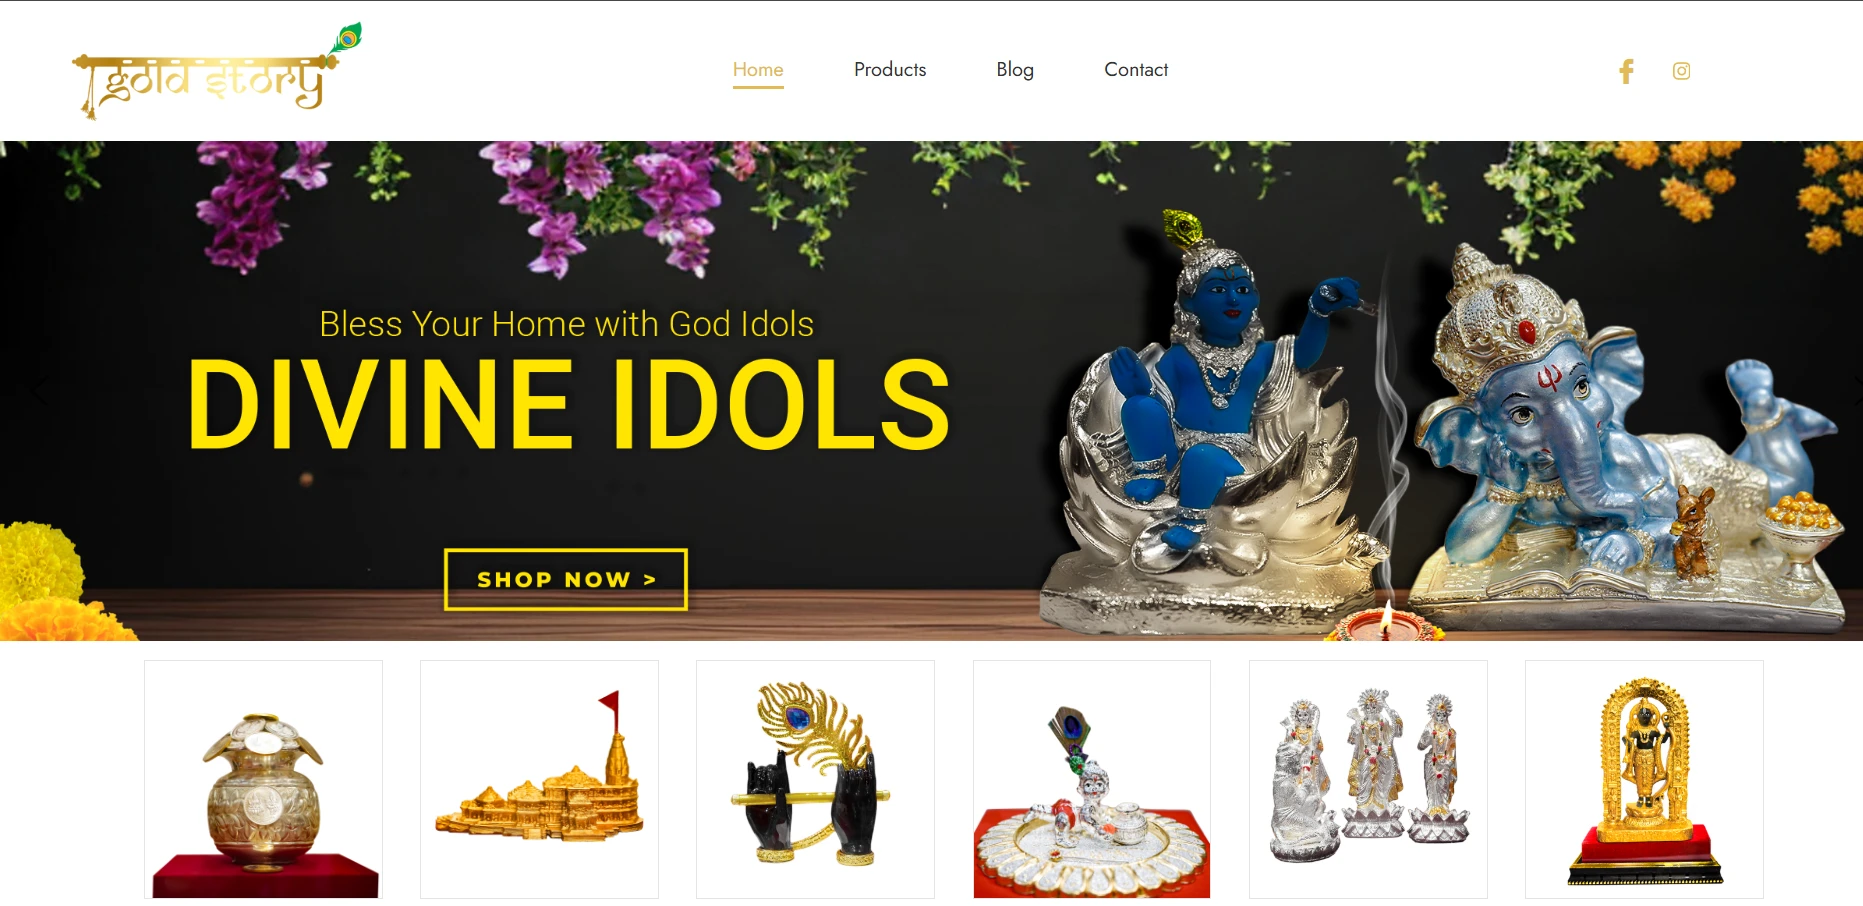 gold story
Home
Products
Blog
Contact
Bless Your Home with God Idols
DIVINE IDOLS
SHOP NOW >